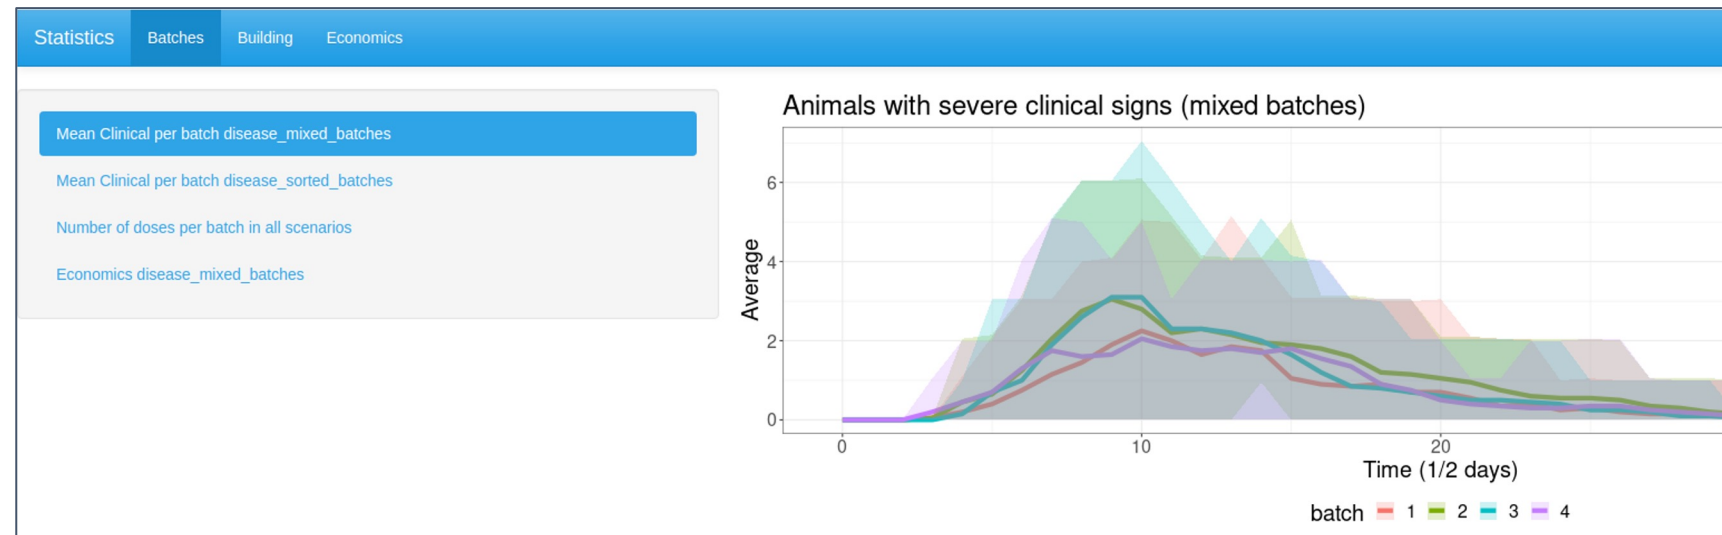 Statistics Batches Building Economics
Mean Clinical per batch disease_mixed_batches
Mean Clinical per batch disease_sorted_batches
Number of doses per batch in all scenarios
Economics disease_mixed_batches
Animals with severe clinical signs (mixed batches)
Average
6
4
2
0
0 10 20
Time (1/2 days)
batch 1 2 3 4